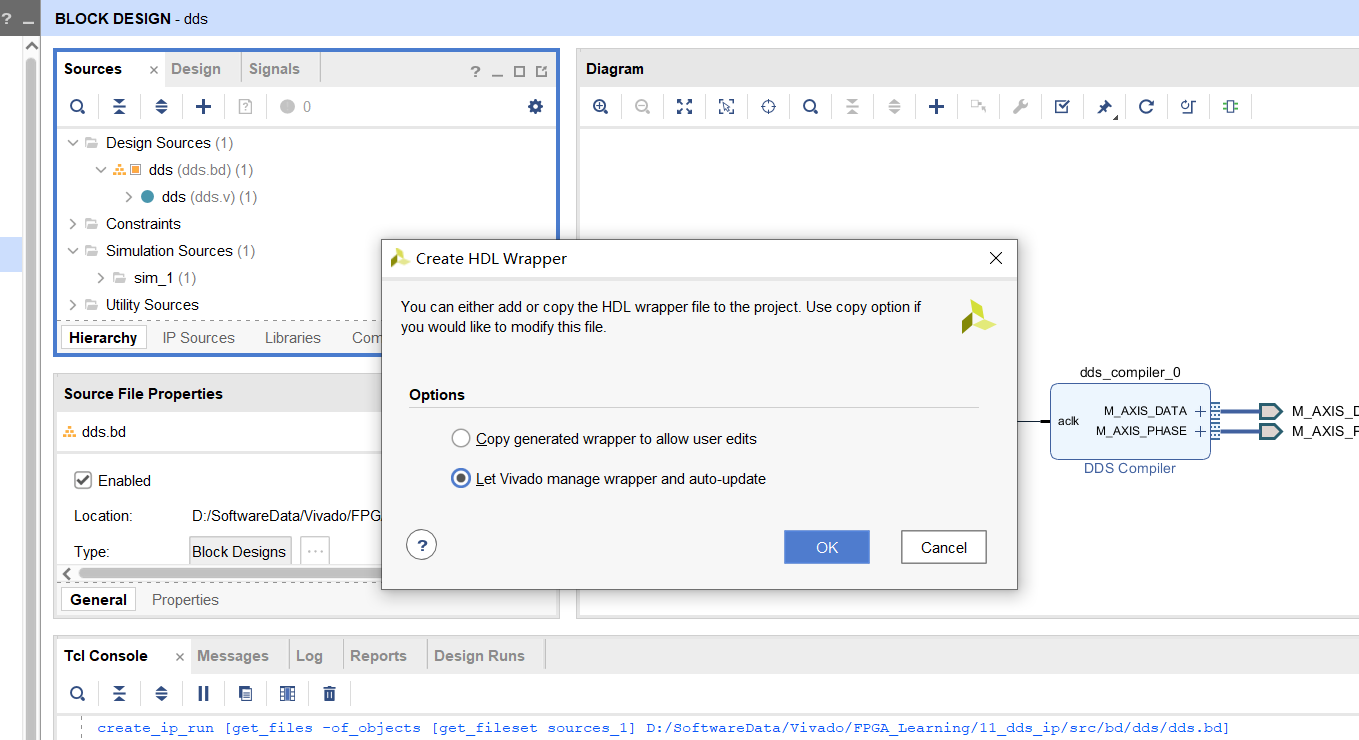 ? _
BLOCK DESIGN - dds
Sources × Design Signals ? _
0
Design Sources (1)
dds (dds.bd) (1)
dds (dds.v) (1)
Constraints
Simulation Sources (1)
sim_1 (1)
Utility Sources
Hierarchy IP Sources Libraries Com
Source File Properties
dds.bd
Enabled
Location: D:/SoftwareData/Vivado/FPGA
Type: Block Designs ...
General Properties
Diagram
Create HDL Wrapper
You can either add or copy the HDL wrapper file to the project. Use copy option if
you would like to modify this file.
Options
Copy generated wrapper to allow user edits
Let Vivado manage wrapper and auto-update
? OK Cancel
dds_compiler_0
aclk
M_AXIS_DATA +
M_AXIS_PHASE +
DDS Compiler
M_AXIS_D
M_AXIS_P
Tcl Console × Messages Log Reports Design Runs
create_ip_run [get_files -of_objects [get_fileset sources_1] D:/SoftwareData/Vivado/FPGA_Learning/11_dds_ip/src/bd/dds/dds.bd]